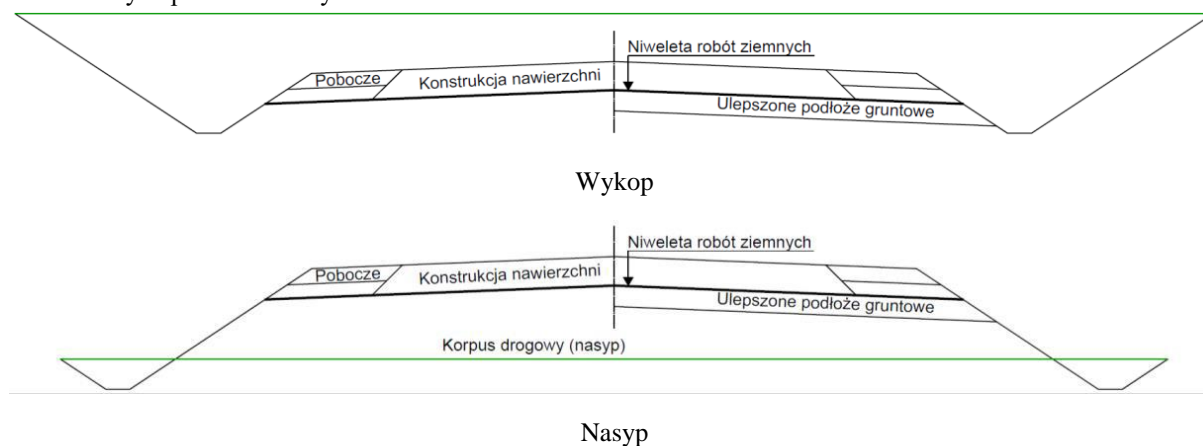 Niweleta robót ziemnych
Pobocze
Konstrukcja nawierzchni
Ulepszone podłoże gruntowe
Wykop
Niweleta robót ziemnych
Pobocze
Konstrukcja nawierzchni
Ulepszone podłoże gruntowe
Korpus drogowy (nasyp)
Nasyp